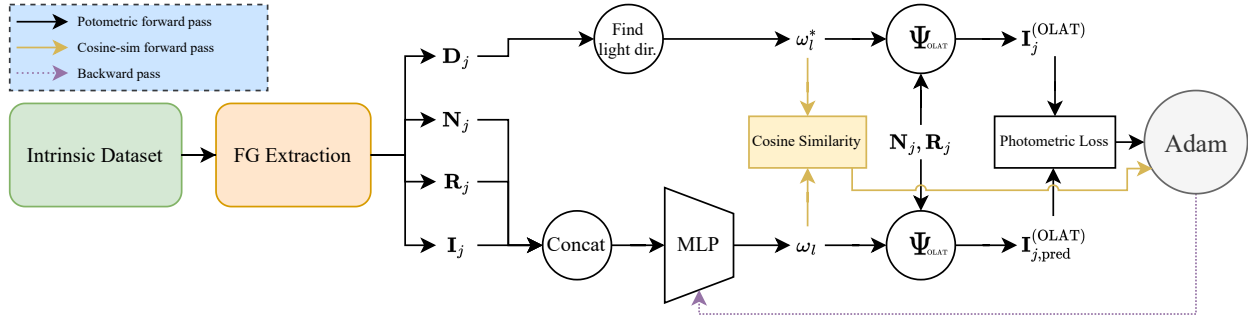 Potometric forward pass
Cosine-sim forward pass
Backward pass
Intrinsic Dataset
FG Extraction
D_j
N_j
R_j
I_j
Find
light dir.
Concat
MLP
ω_l^*
Cosine Similarity
ω_l
Ψ_OLAT
N_j, R_j
Ψ_OLAT
I_j^(OLAT)
Photometric Loss
I_j,pred^(OLAT)
Adam